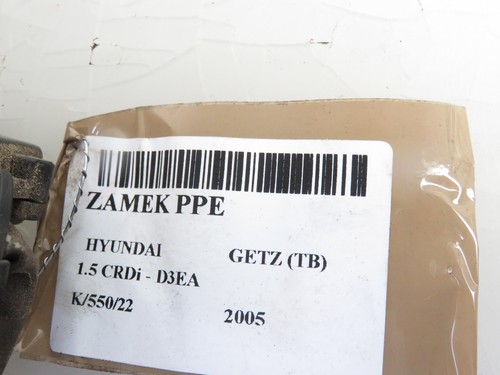 ZAMEK PPE
HYUNDAI GETZ (TB)
1.5 CRDi - D3EA
K/550/22 2005